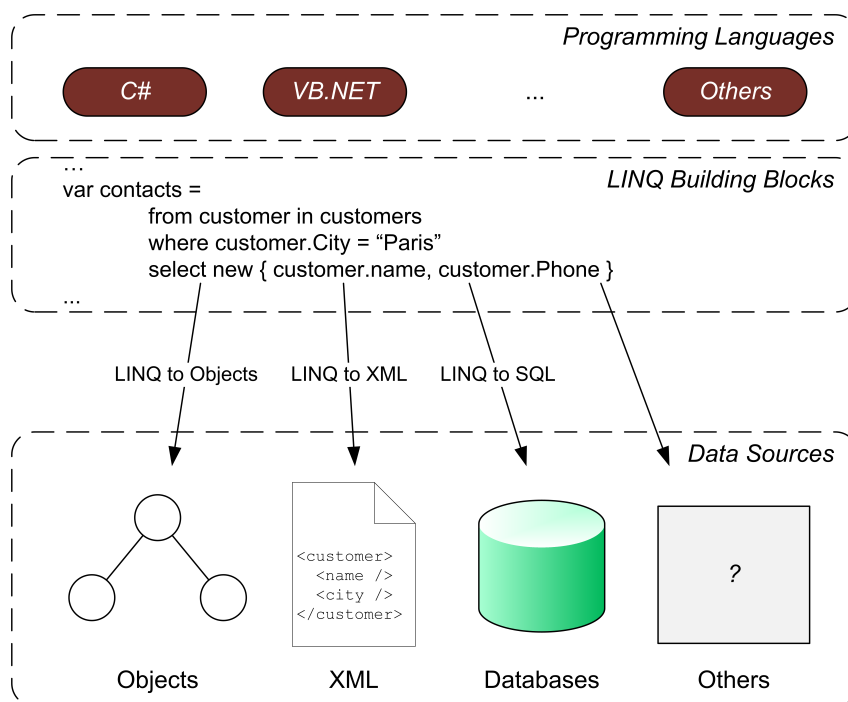 Programming Languages
C#
VB.NET
...
Others
...
LINQ Building Blocks
var contacts =
from customer in customers
where customer.City = “Paris”
select new { customer.name, customer.Phone }
...
LINQ to Objects
LINQ to XML
LINQ to SQL
Data Sources
<customer>
  <name />
  <city />
</customer>
?
Objects
XML
Databases
Others